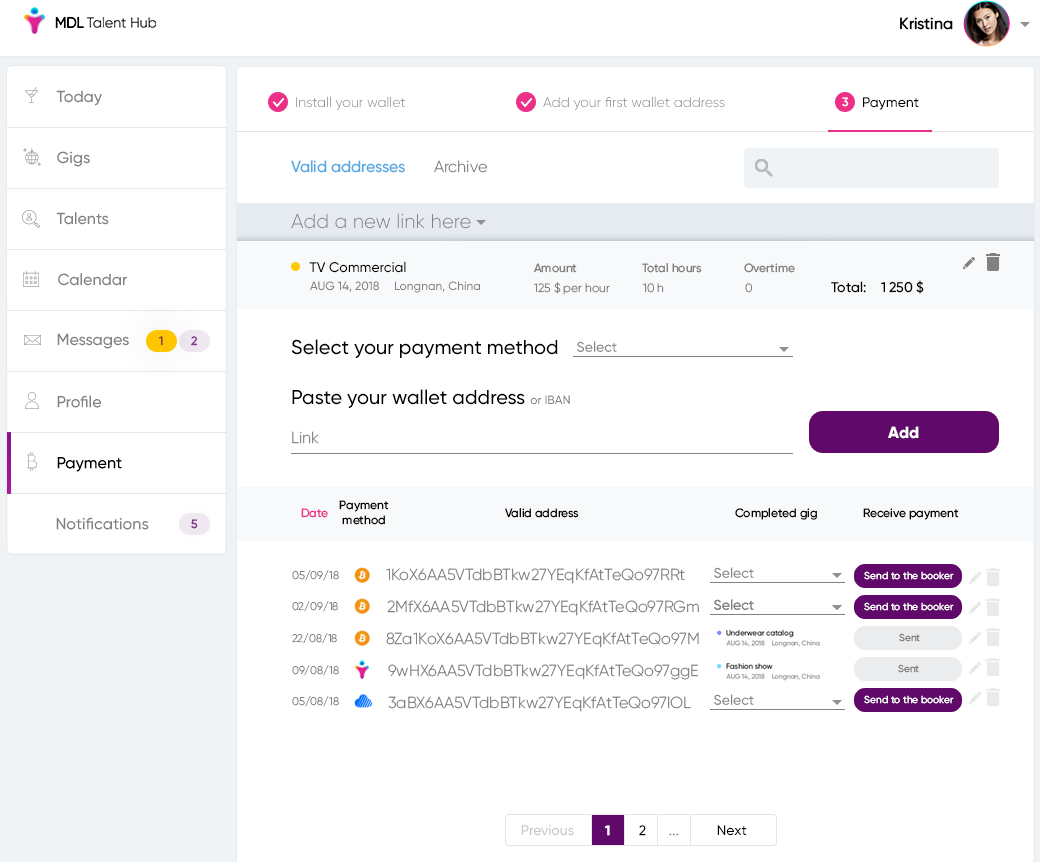 MDL Talent Hub
Kristina
Today
Gigs
Talents
Calendar
Messages 1 2
Profile
Payment
Notifications 5
Install your wallet
Add your first wallet address
3 Payment
Valid addresses Archive
Add a new link here
TV Commercial
AUG 14, 2018 Longnan, China
Amount
125 $ per hour
Total hours
10 h
Overtime
0
Total: 1 250 $
Select your payment method Select
Paste your wallet address or IBAN
Link
Add
Date Payment method Valid address Completed gig Receive payment
05/09/18 1KoX6AA5VTdbBTkw27YEqKfAtTeQo97RRt Select Send to the booker
02/09/18 2MfX6AA5VTdbBTkw27YEqKfAtTeQo97RGm Select Send to the booker
22/08/18 8Za1KoX6AA5VTdbBTkw27YEqKfAtTeQo97M Underwear catalog Sent
AUG 14, 2018 Longnan, China
09/08/18 9wHX6AA5VTdbBTkw27YEqKfAtTeQo97ggE Fashion show Sent
AUG 14, 2018 Longnan, China
05/08/18 3aBX6AA5VTdbBTkw27YEqKfAtTeQo97lOL Select Send to the booker
Previous 1 2 ... Next